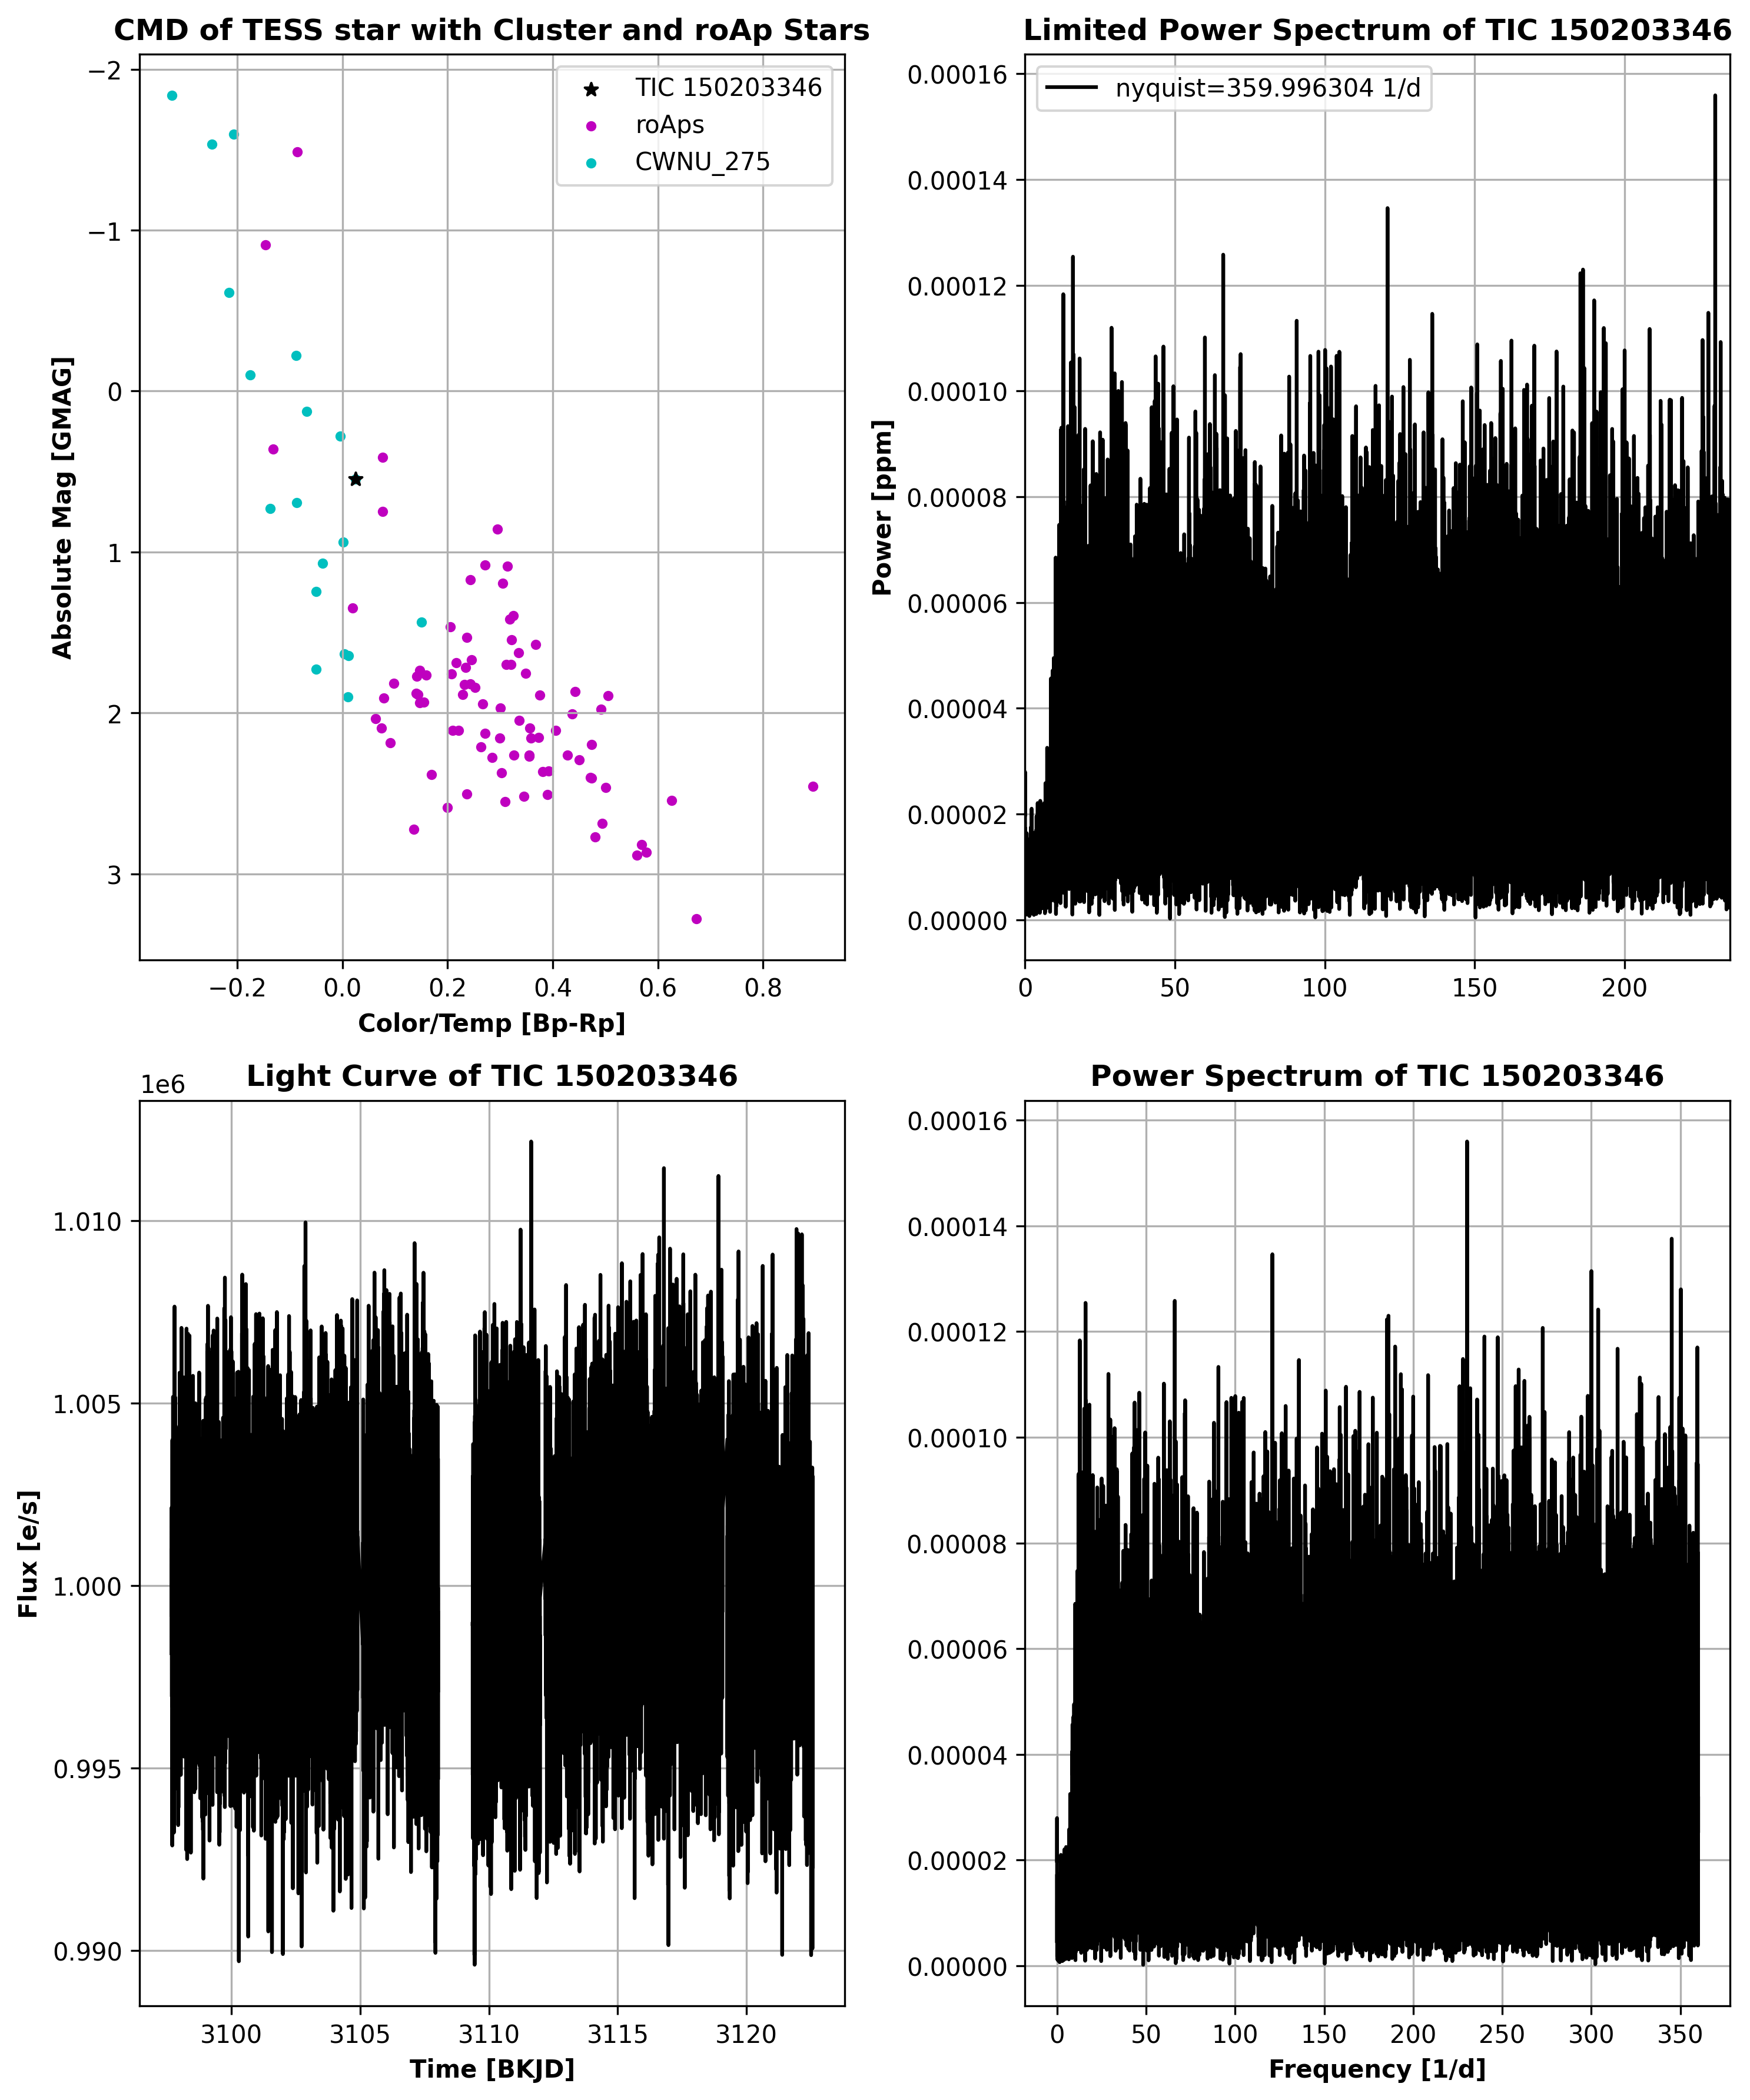 CMD of TESS star with Cluster and roAp Stars
TIC 150203346
roAps
CWNU_275
−2
−1
0
1
2
3
Absolute Mag [GMAG]
−0.2 0.0 0.2 0.4 0.6 0.8
Color/Temp [Bp-Rp]
Limited Power Spectrum of TIC 150203346
nyquist=359.996304 1/d
0.00016
0.00014
0.00012
0.00010
0.00008
0.00006
0.00004
0.00002
0.00000
Power [ppm]
0 50 100 150 200
Light Curve of TIC 150203346
1e6
1.010
1.005
1.000
0.995
0.990
Flux [e/s]
3100 3105 3110 3115 3120
Time [BKJD]
Power Spectrum of TIC 150203346
0.00016
0.00014
0.00012
0.00010
0.00008
0.00006
0.00004
0.00002
0.00000
0 50 100 150 200 250 300 350
Frequency [1/d]